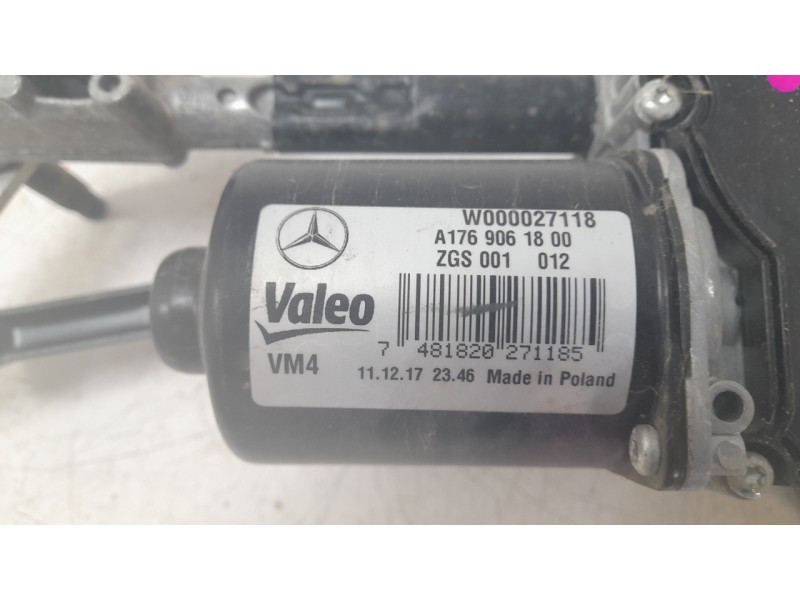 W000027118
A176 906 18 00
ZGS 001 012
Valeo
7 481820 271185
VM4
11.12.17 23.46 Made in Poland